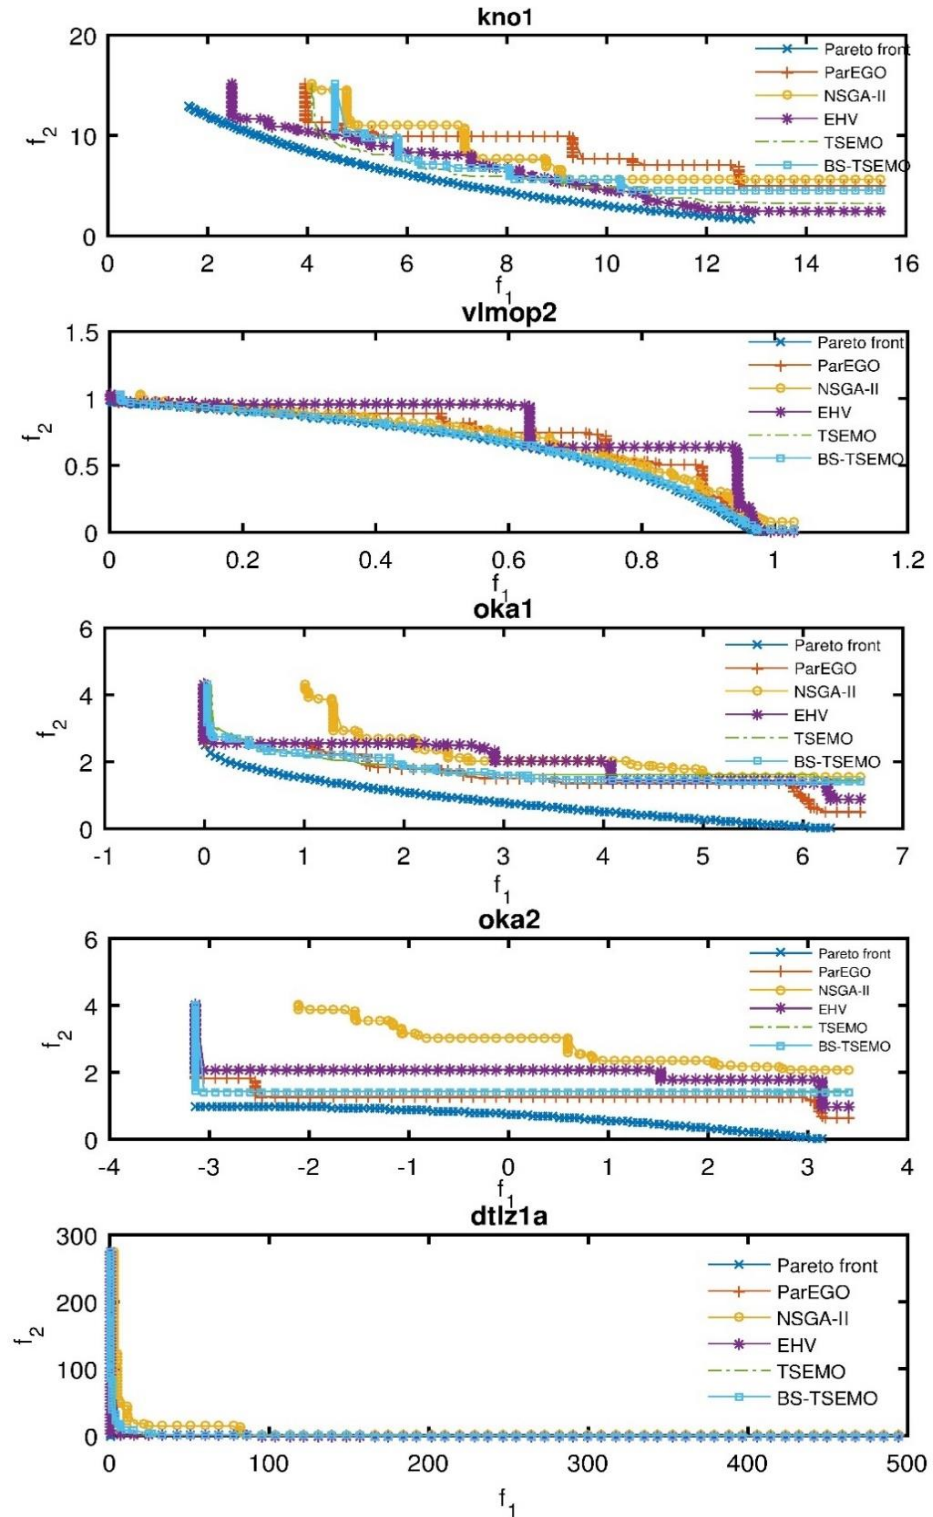 kno1
20
10
0
f2
0 2 4 6 8 10 12 14 16
f1
Pareto front
ParEGO
NSGA-II
EHV
TSEMO
BS-TSEMO
vlmop2
1.5
1
0.5
0
f2
0 0.2 0.4 0.6 0.8 1 1.2
f1
Pareto front
ParEGO
NSGA-II
EHV
TSEMO
BS-TSEMO
oka1
6
4
2
0
f2
-1 0 1 2 3 4 5 6 7
f1
Pareto front
ParEGO
NSGA-II
EHV
TSEMO
BS-TSEMO
oka2
6
4
2
0
f2
-4 -3 -2 -1 0 1 2 3 4
f1
Pareto front
ParEGO
NSGA-II
EHV
TSEMO
BS-TSEMO
dtlz1a
300
200
100
0
f2
0 100 200 300 400 500
f1
Pareto front
ParEGO
NSGA-II
EHV
TSEMO
BS-TSEMO